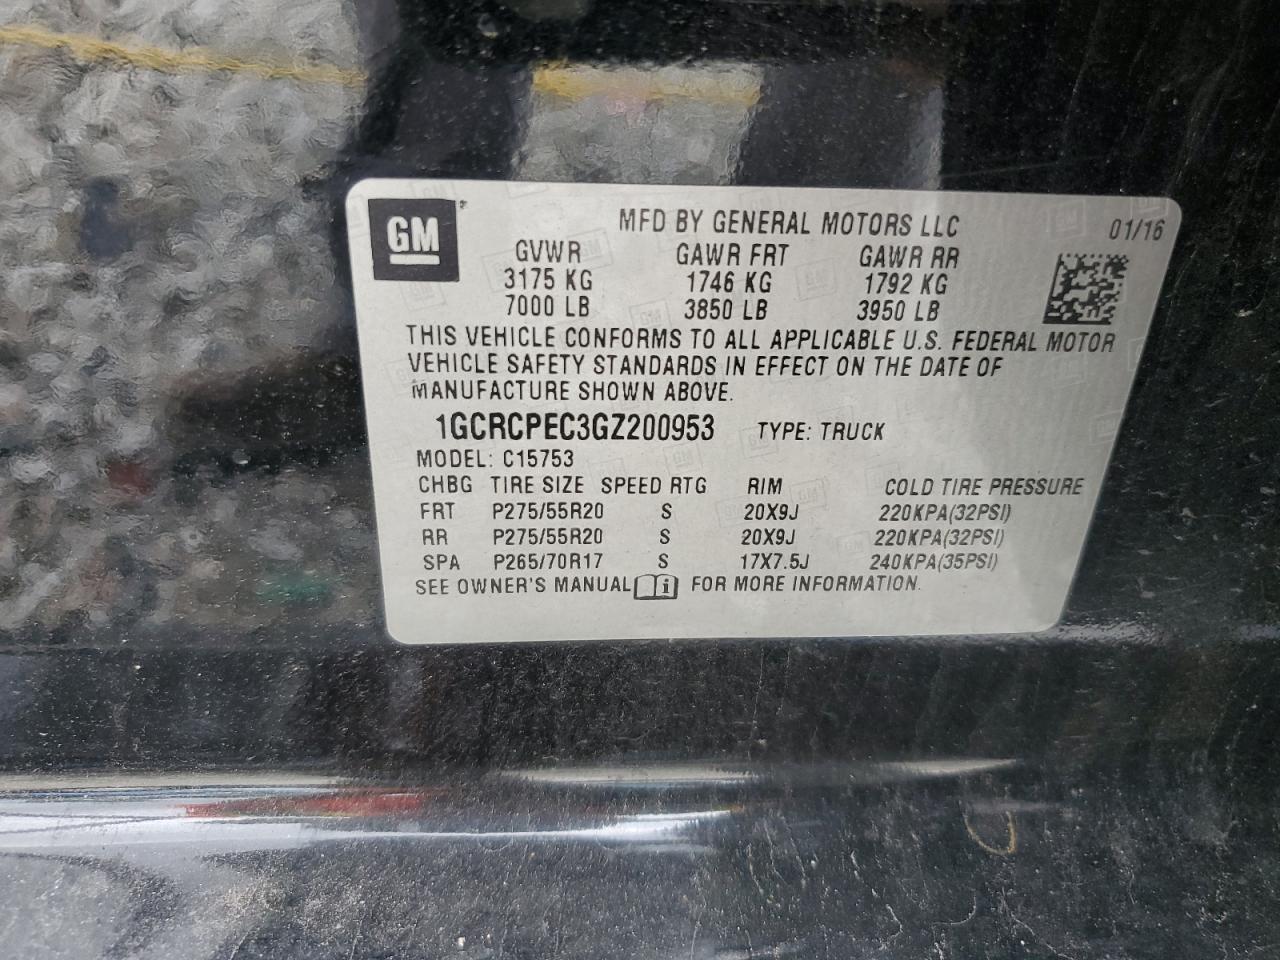 GM
MFD BY GENERAL MOTORS LLC 01/16
GVWR GAWR FRT GAWR RR
3175 KG 1746 KG 1792 KG
7000 LB 3850 LB 3950 LB
THIS VEHICLE CONFORMS TO ALL APPLICABLE U.S. FEDERAL MOTOR
VEHICLE SAFETY STANDARDS IN EFFECT ON THE DATE OF
MANUFACTURE SHOWN ABOVE.
1GCRCPEC3GZ200953 TYPE: TRUCK
MODEL: C15753
CHBG TIRE SIZE SPEED RTG RIM COLD TIRE PRESSURE
FRT P275/55R20 S 20X9J 220KPA(32PSI)
RR P275/55R20 S 20X9J 220KPA(32PSI)
SPA P265/70R17 S 17X7.5J 240KPA(35PSI)
SEE OWNER'S MANUAL i FOR MORE INFORMATION.